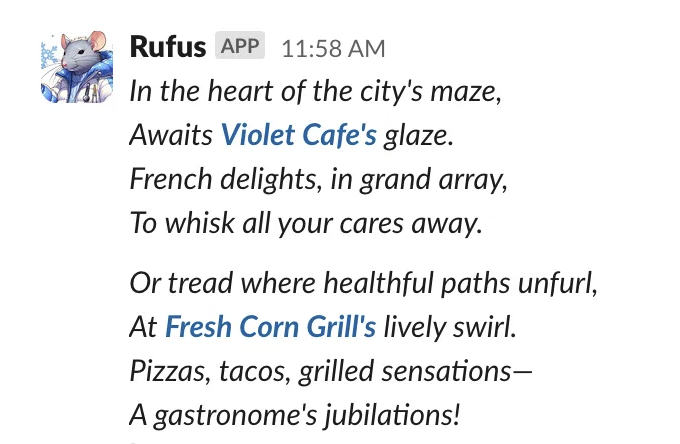 Rufus APP 11:58 AM
In the heart of the city's maze,
Awaits Violet Cafe's glaze.
French delights, in grand array,
To whisk all your cares away.
Or tread where healthful paths unfurl,
At Fresh Corn Grill's lively swirl.
Pizzas, tacos, grilled sensations—
A gastronome's jubilations!